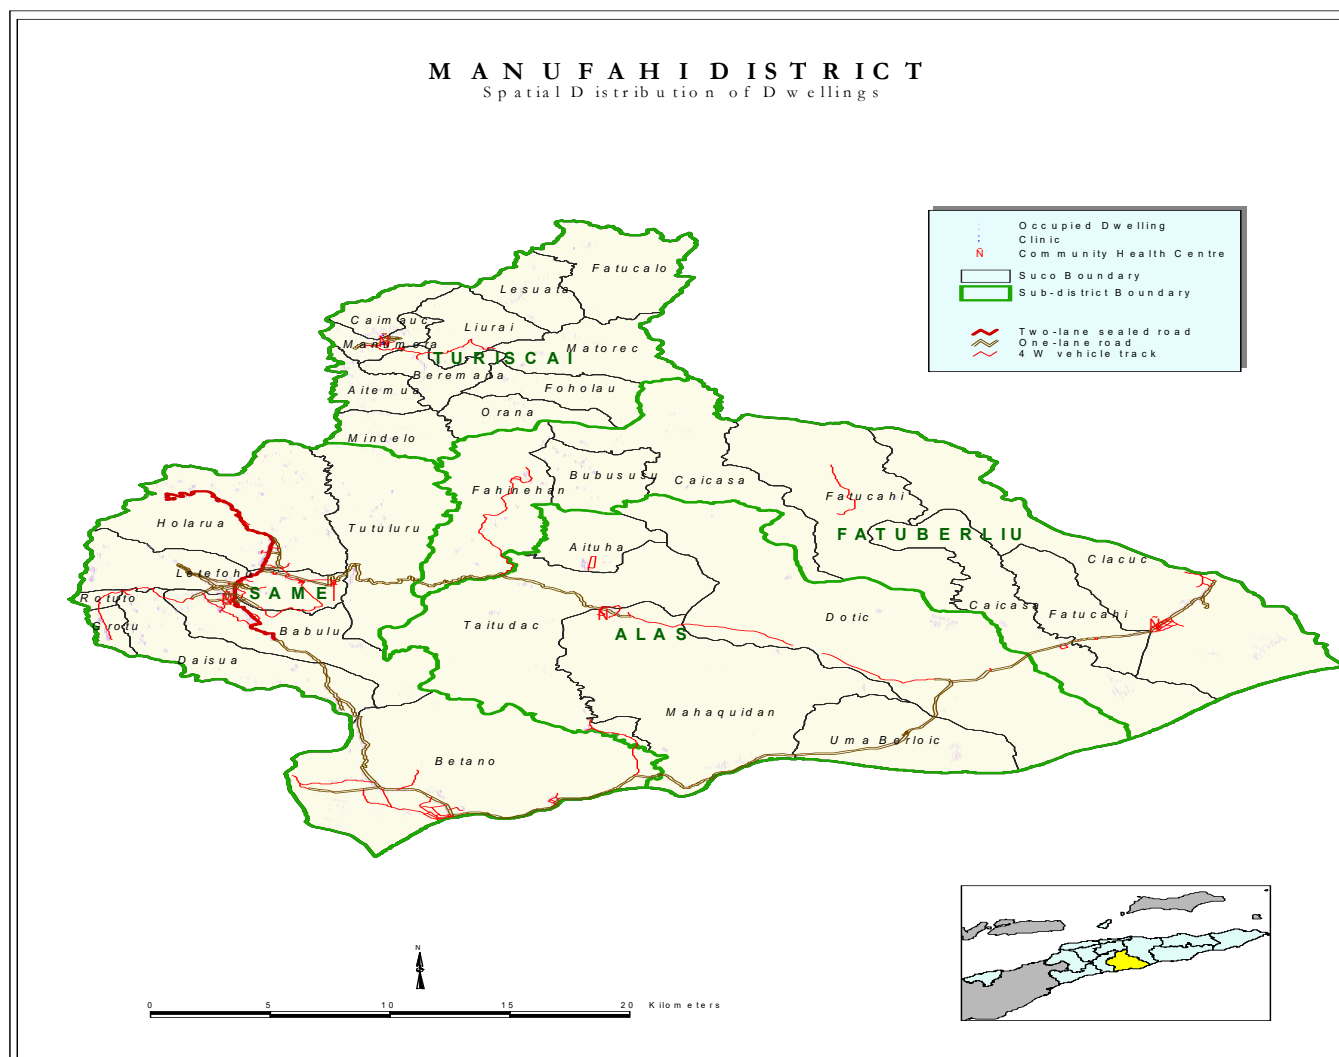 MANUFAHI DISTRICT
Spatial Distribution of Dwellings
Occupied Dwelling
Clinic
Ñ Community Health Centre
Suco Boundary
Sub-district Boundary
Two-lane sealed road
One-lane road
4 W vehicle track
Fatucalo
Lesuata
Caimauc
Liurai
Ñ
Manumera
Matorec
TURISCAI
Beremana
Aitemua
Foholau
Orana
Mindelo
Fahinehan
Bubususu
Caicasa
Fatucahi
Holarua
Tutuluru
FATUBERLIU
Aituha
Clacuc
Letefoho
Rotuto
Ñ
SAME
Caicasa
Fatucahi
Ñ
Grotu
Babulu
Taitudac
Ñ
ALAS
Dotic
Daisua
Mahaquidan
Uma Berloic
Betano
N
0 5 10 15 20 Kilometers